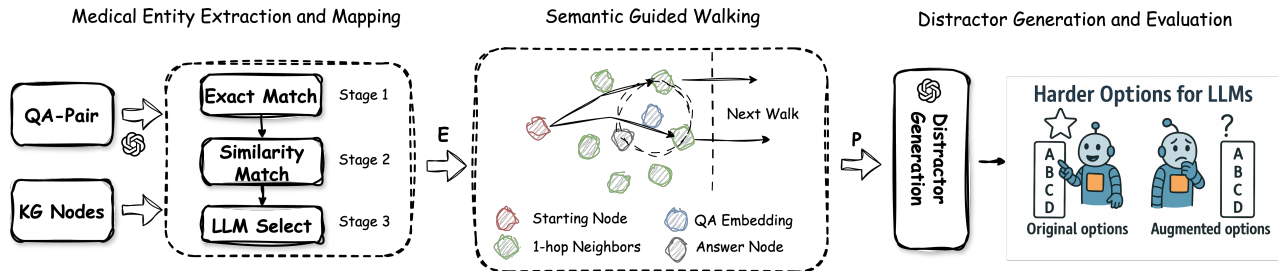 Medical Entity Extraction and Mapping
QA-Pair
KG Nodes
Exact Match
Stage 1
Similarity
Match
Stage 2
LLM Select
Stage 3
E
Semantic Guided Walking
Next Walk
Starting Node
QA Embedding
1-hop Neighbors
Answer Node
P
Distractor Generation and Evaluation
Distractor
Generation
Harder Options for LLMs
?
A
B
C
D
A
B
C
D
Original options
Augmented options